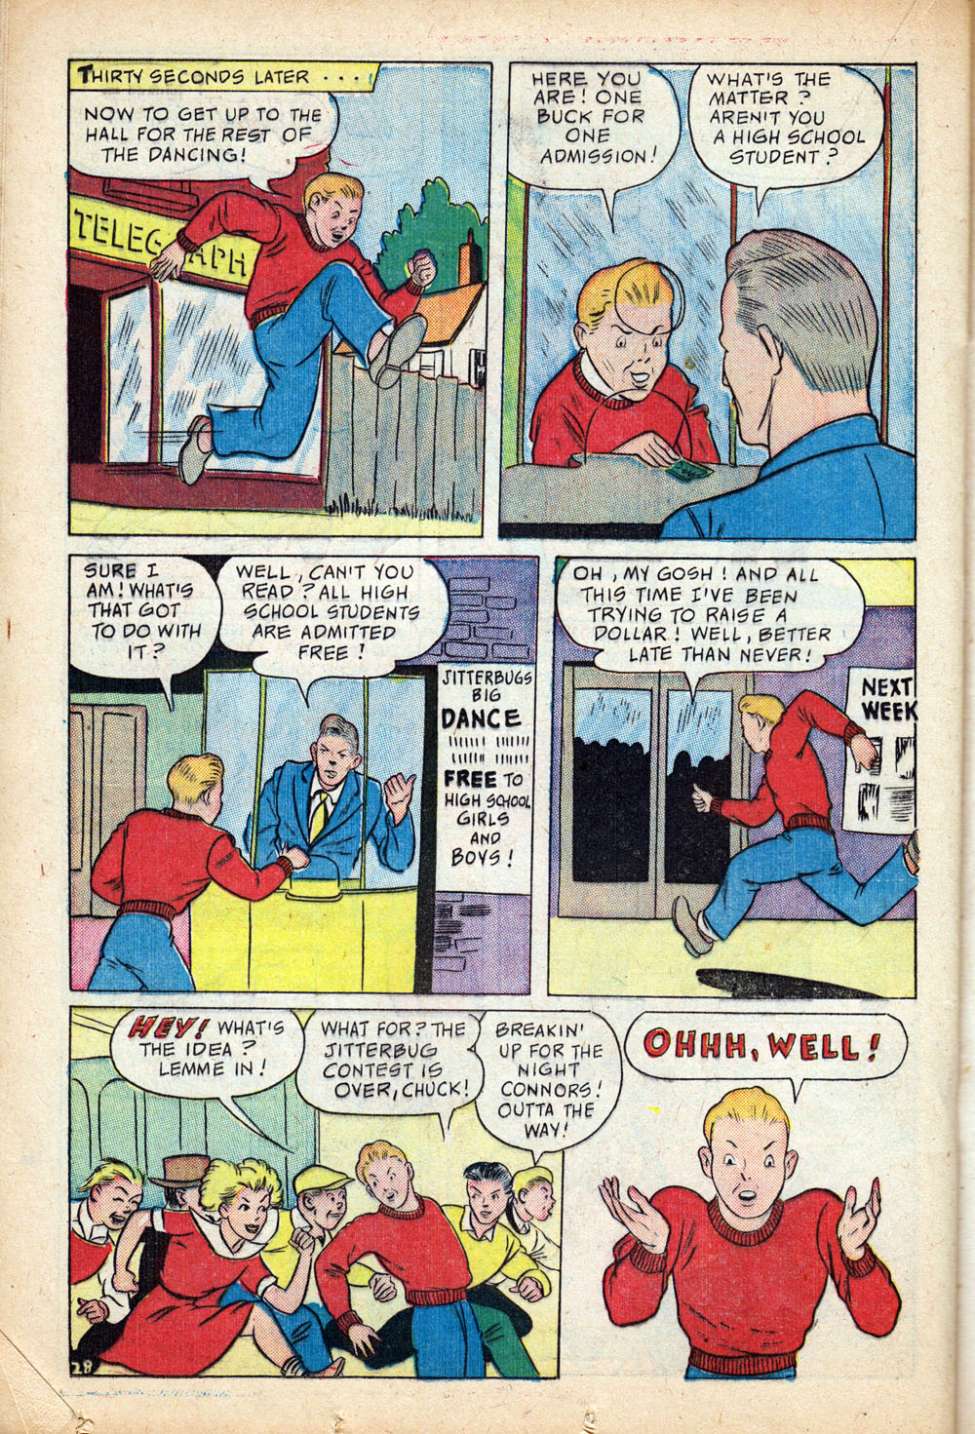 THIRTY SECONDS LATER . . .
NOW TO GET UP TO THE
HALL FOR THE REST OF
THE DANCING!
TELEGRAPH
HERE YOU
ARE! ONE
BUCK FOR
ONE
ADMISSION!
WHAT'S THE
MATTER?
AREN'T YOU
A HIGH SCHOOL
STUDENT?
SURE I
AM! WHAT'S
THAT GOT
TO DO WITH
IT?
WELL, CAN'T YOU
READ? ALL HIGH
SCHOOL STUDENTS
ARE ADMITTED
FREE!
JITTERBUGS
BIG
DANCE
FREE TO
HIGH SCHOOL
GIRLS
AND
BOYS!
OH, MY GOSH! AND ALL
THIS TIME I'VE BEEN
TRYING TO RAISE A
DOLLAR! WELL, BETTER
LATE THAN NEVER!
NEXT
WEEK
HEY! WHAT'S
THE IDEA?
LEMME IN!
WHAT FOR? THE
JITTERBUG
CONTEST IS
OVER, CHUCK!
BREAKIN'
UP FOR THE
NIGHT
CONNORS!
OUTTA THE
WAY!
OHHH, WELL!
28